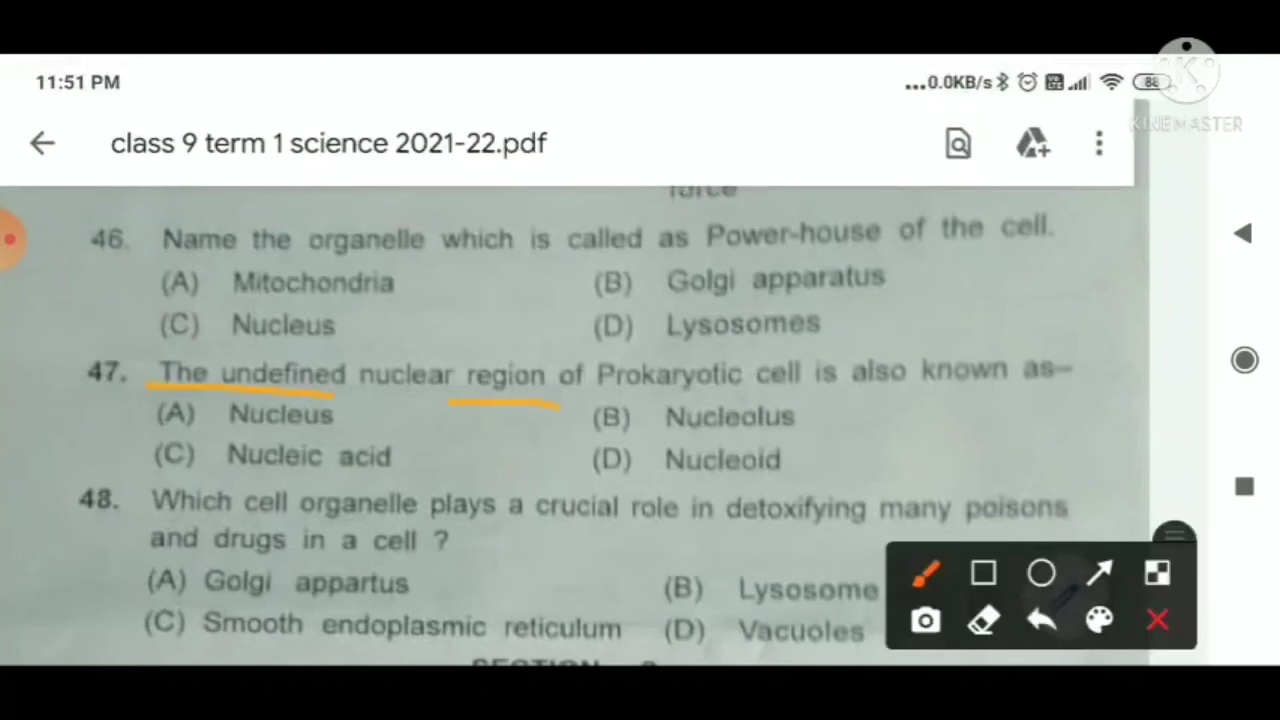 11:51 PM
...0.0KB/s
88
KINEMASTER
class 9 term 1 science 2021-22.pdf
force
46. Name the organelle which is called as Power-house of the cell.
(A) Mitochondria (B) Golgi apparatus
(C) Nucleus (D) Lysosomes
47. The undefined nuclear region of Prokaryotic cell is also known as–
(A) Nucleus (B) Nucleolus
(C) Nucleic acid (D) Nucleoid
48. Which cell organelle plays a crucial role in detoxifying many poisons
and drugs in a cell ?
(A) Golgi appartus (B) Lysosome
(C) Smooth endoplasmic reticulum (D) Vacuoles